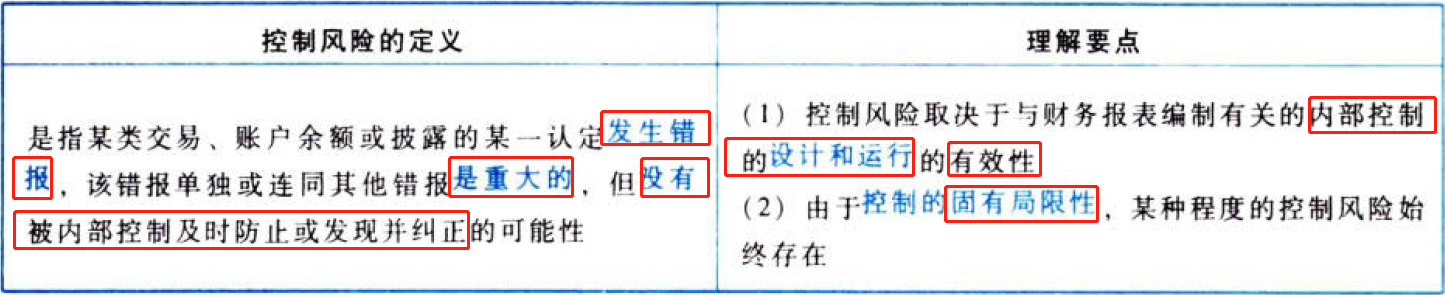 控制风险的定义
理解要点
是指某类交易、账户余额或披露的某一认定发生错
报，该错报单独或连同其他错报是重大的，但没有
被内部控制及时防止或发现并纠正的可能性
(1) 控制风险取决于与财务报表编制有关的内部控制
的设计和运行的有效性
(2) 由于控制的固有局限性，某种程度的控制风险始
终存在